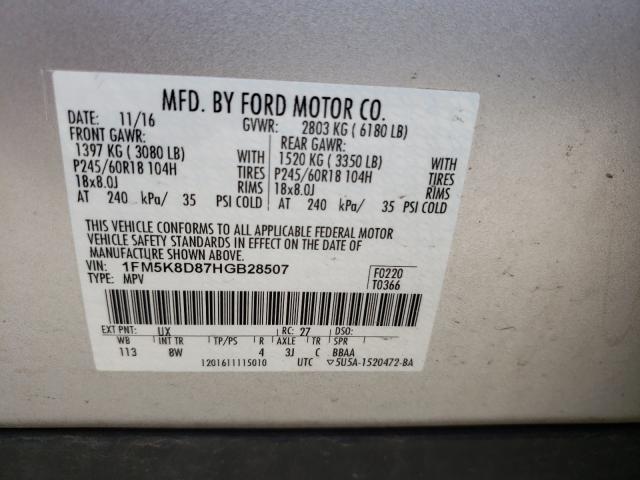 MFD. BY FORD MOTOR CO.
DATE: 11/16 GVWR: 2803 KG ( 6180 LB)
FRONT GAWR: REAR GAWR:
1397 KG ( 3080 LB) WITH 1520 KG ( 3350 LB) WITH
P245/60R18 104H TIRES P245/60R18 104H TIRES
18x8.0J RIMS 18x8.0J RIMS
AT 240 kPa/ 35 PSI COLD AT 240 kPa/ 35 PSI COLD
THIS VEHICLE CONFORMS TO ALL APPLICABLE FEDERAL MOTOR
VEHICLE SAFETY STANDARDS IN EFFECT ON THE DATE OF
MANUFACTURE SHOWN ABOVE.
VIN: 1FM5K8D87HGB28507 F0220
TYPE: MPV T0366
EXT PNT: UX RC: 27 DSO:
WB INT TR TP/PS R AXLE TR SPR
113 8W 4 3J C BBAA
1201611115010 UTC ▽5U5A-1520472-BA